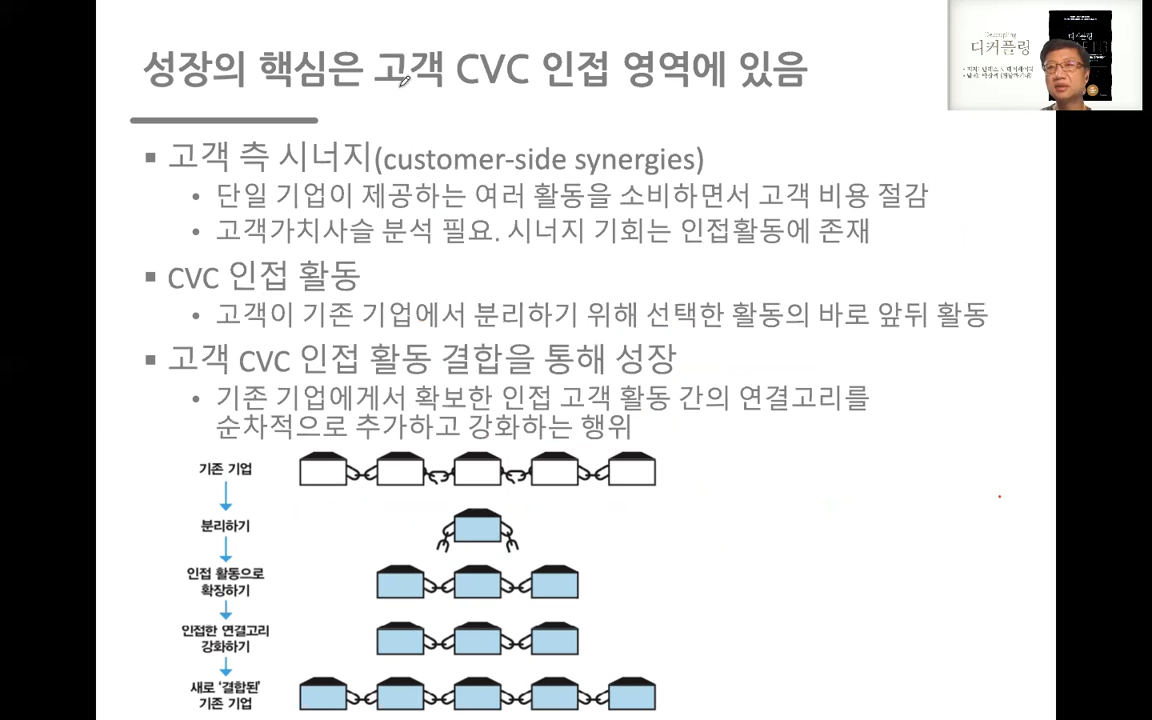 성장의 핵심은 고객 CVC 인접 영역에 있음
디커플링
▪ 고객 측 시너지(customer-side synergies)
• 단일 기업이 제공하는 여러 활동을 소비하면서 고객 비용 절감
• 고객가치사슬 분석 필요. 시너지 기회는 인접활동에 존재
▪ CVC 인접 활동
• 고객이 기존 기업에서 분리하기 위해 선택한 활동의 바로 앞뒤 활동
▪ 고객 CVC 인접 활동 결합을 통해 성장
• 기존 기업에게서 확보한 인접 고객 활동 간의 연결고리를
순차적으로 추가하고 강화하는 행위
기존 기업
분리하기
인접 활동으로
확장하기
인접한 연결고리
강화하기
새로 ‘결합된’
기존 기업